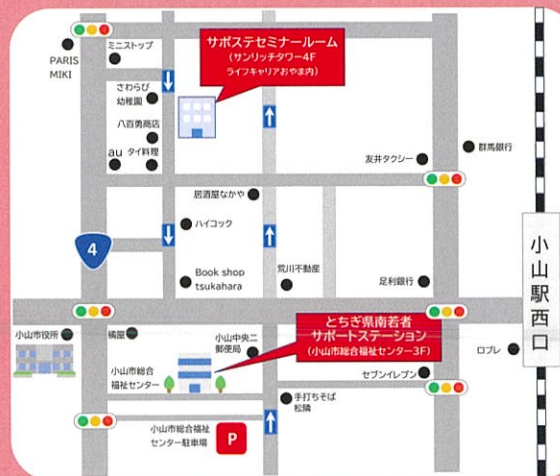 サポステセミナールーム
(サンリッチタワー4F
ライフキャリアおやま内)
PARIS
MIKI
ミニストップ
さわらび
幼稚園
八百勇商店
au
タイ料理
友井タクシー
群馬銀行
居酒屋なかや
ハイコック
4
Book shop
tsukahara
荒川不動産
足利銀行
小山駅西口
とちぎ県南若者
サポートステーション
(小山市総合福祉センター3F)
小山市役所
橘屋
小山中央二
郵便局
ロブレ
小山市総合
福祉センター
セブンイレブン
手打ちそば
松隣
小山市総合福祉
センター駐車場
P